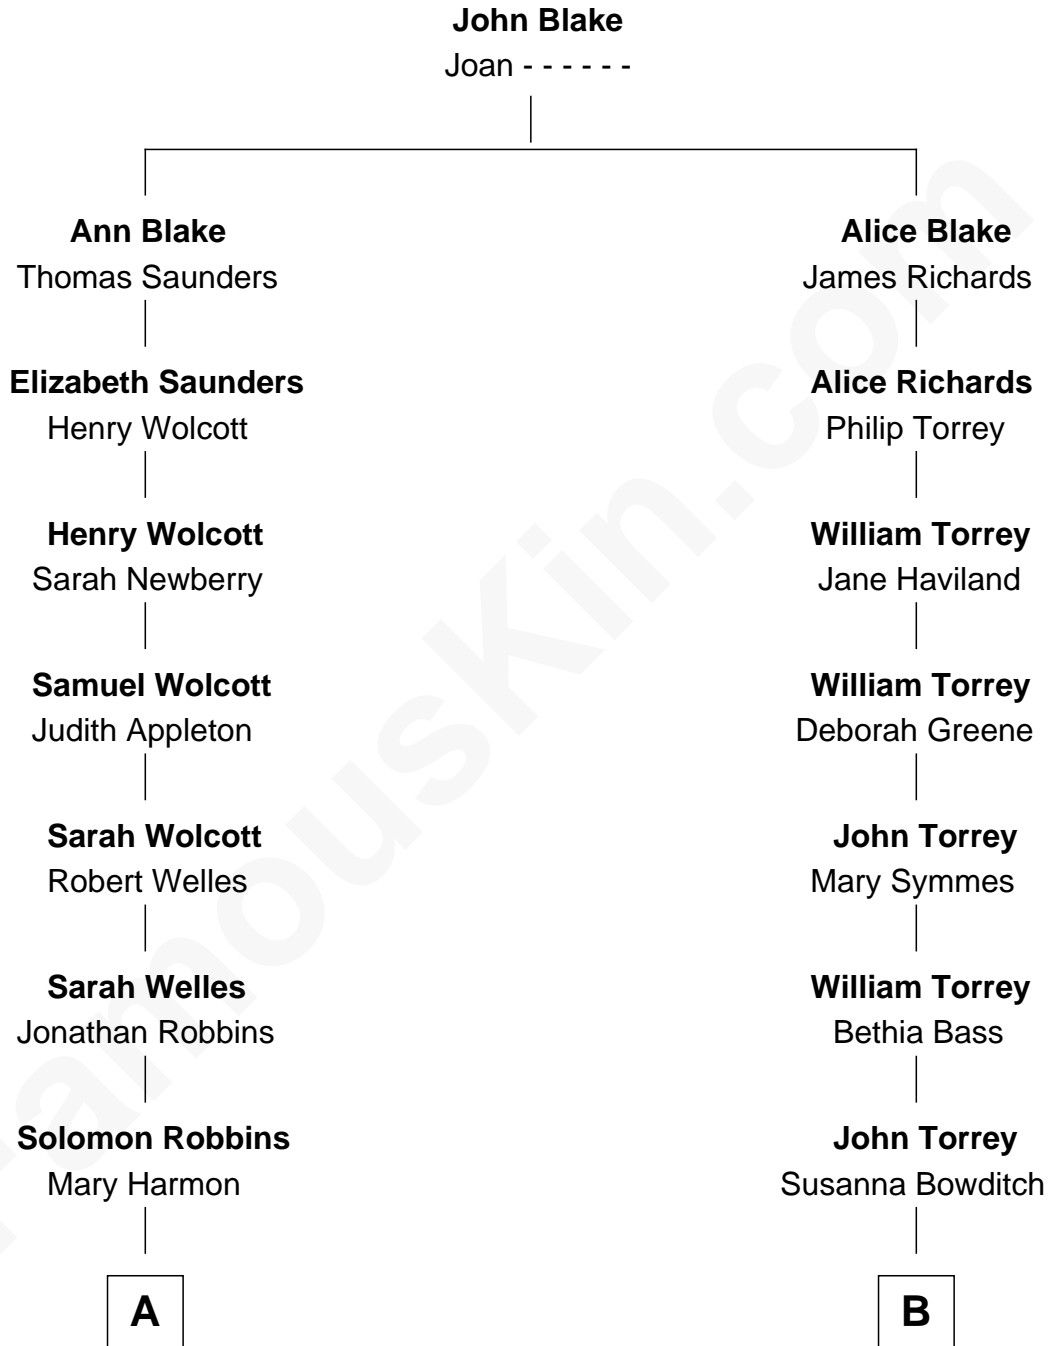 John Blake
Joan - - - - - -
Ann Blake
Thomas Saunders
Alice Blake
James Richards
Elizabeth Saunders
Henry Wolcott
Alice Richards
Philip Torrey
Henry Wolcott
Sarah Newberry
William Torrey
Jane Haviland
Samuel Wolcott
Judith Appleton
William Torrey
Deborah Greene
Sarah Wolcott
Robert Welles
John Torrey
Mary Symmes
Sarah Welles
Jonathan Robbins
William Torrey
Bethia Bass
Solomon Robbins
Mary Harmon
John Torrey
Susanna Bowditch
A
B
FamousKin.com